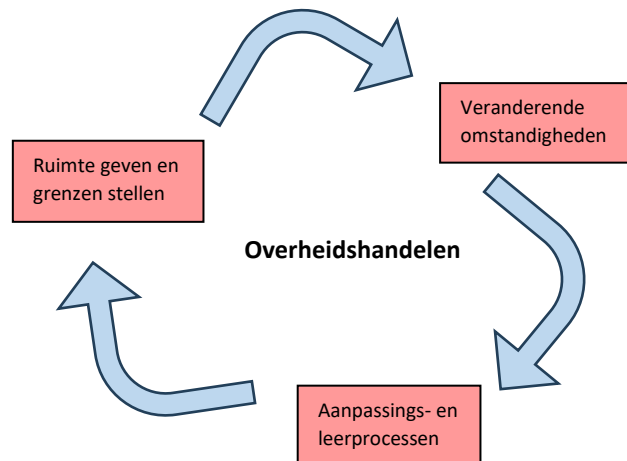 Veranderende
omstandigheden
Ruimte geven en
grenzen stellen
Overheidshandelen
Aanpassings- en
leerprocessen